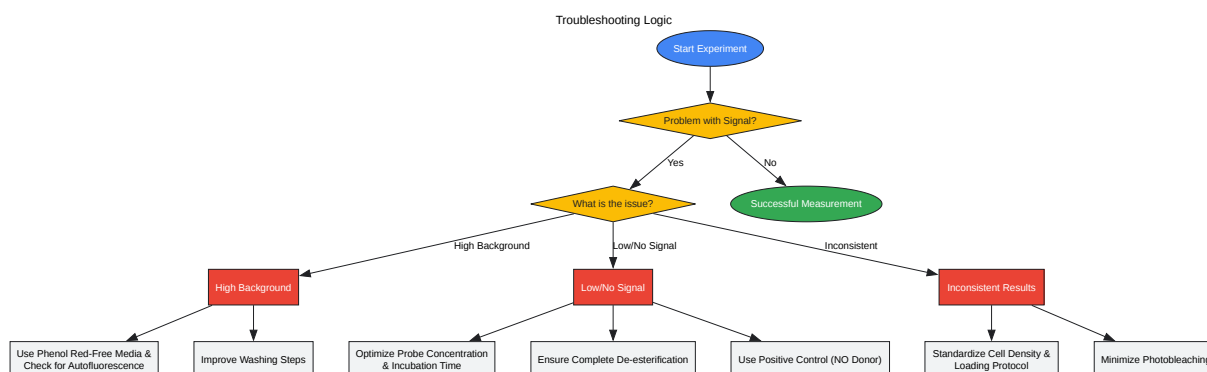 Troubleshooting Logic
Start Experiment
Problem with Signal?
Yes
No
What is the issue?
Successful Measurement
High Background
Low/No Signal
Inconsistent
High Background
Low/No Signal
Inconsistent Results
Use Phenol Red-Free Media &
Check for Autofluorescence
Improve Washing Steps
Optimize Probe Concentration
& Incubation Time
Ensure Complete De-esterification
Use Positive Control (NO Donor)
Standardize Cell Density &
Loading Protocol
Minimize Photobleaching